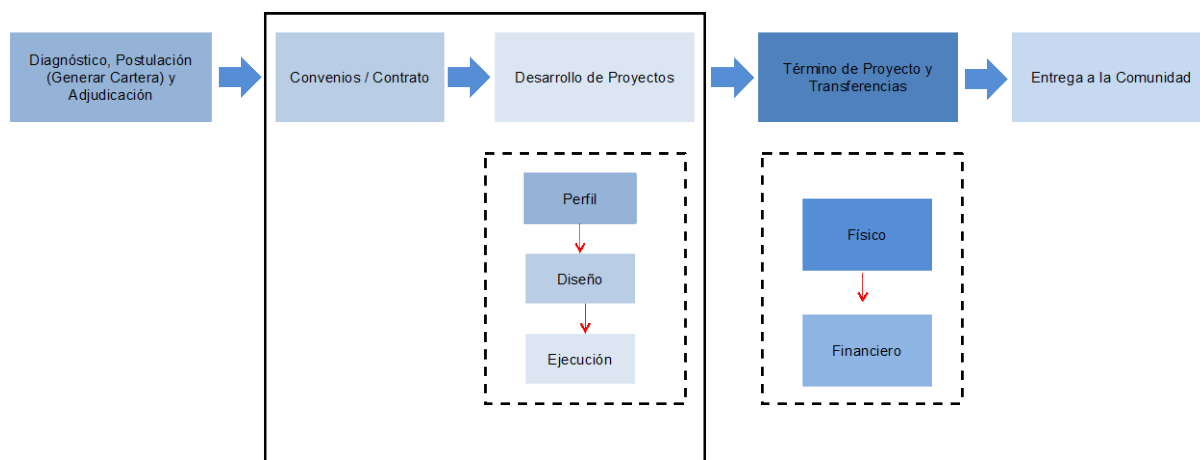 Diagnóstico, Postulación
(Generar Cartera) y
Adjudicación
Convenios / Contrato
Desarrollo de Proyectos
Término de Proyecto y
Transferencias
Entrega a la Comunidad
Perfil
Diseño
Ejecución
Físico
Financiero